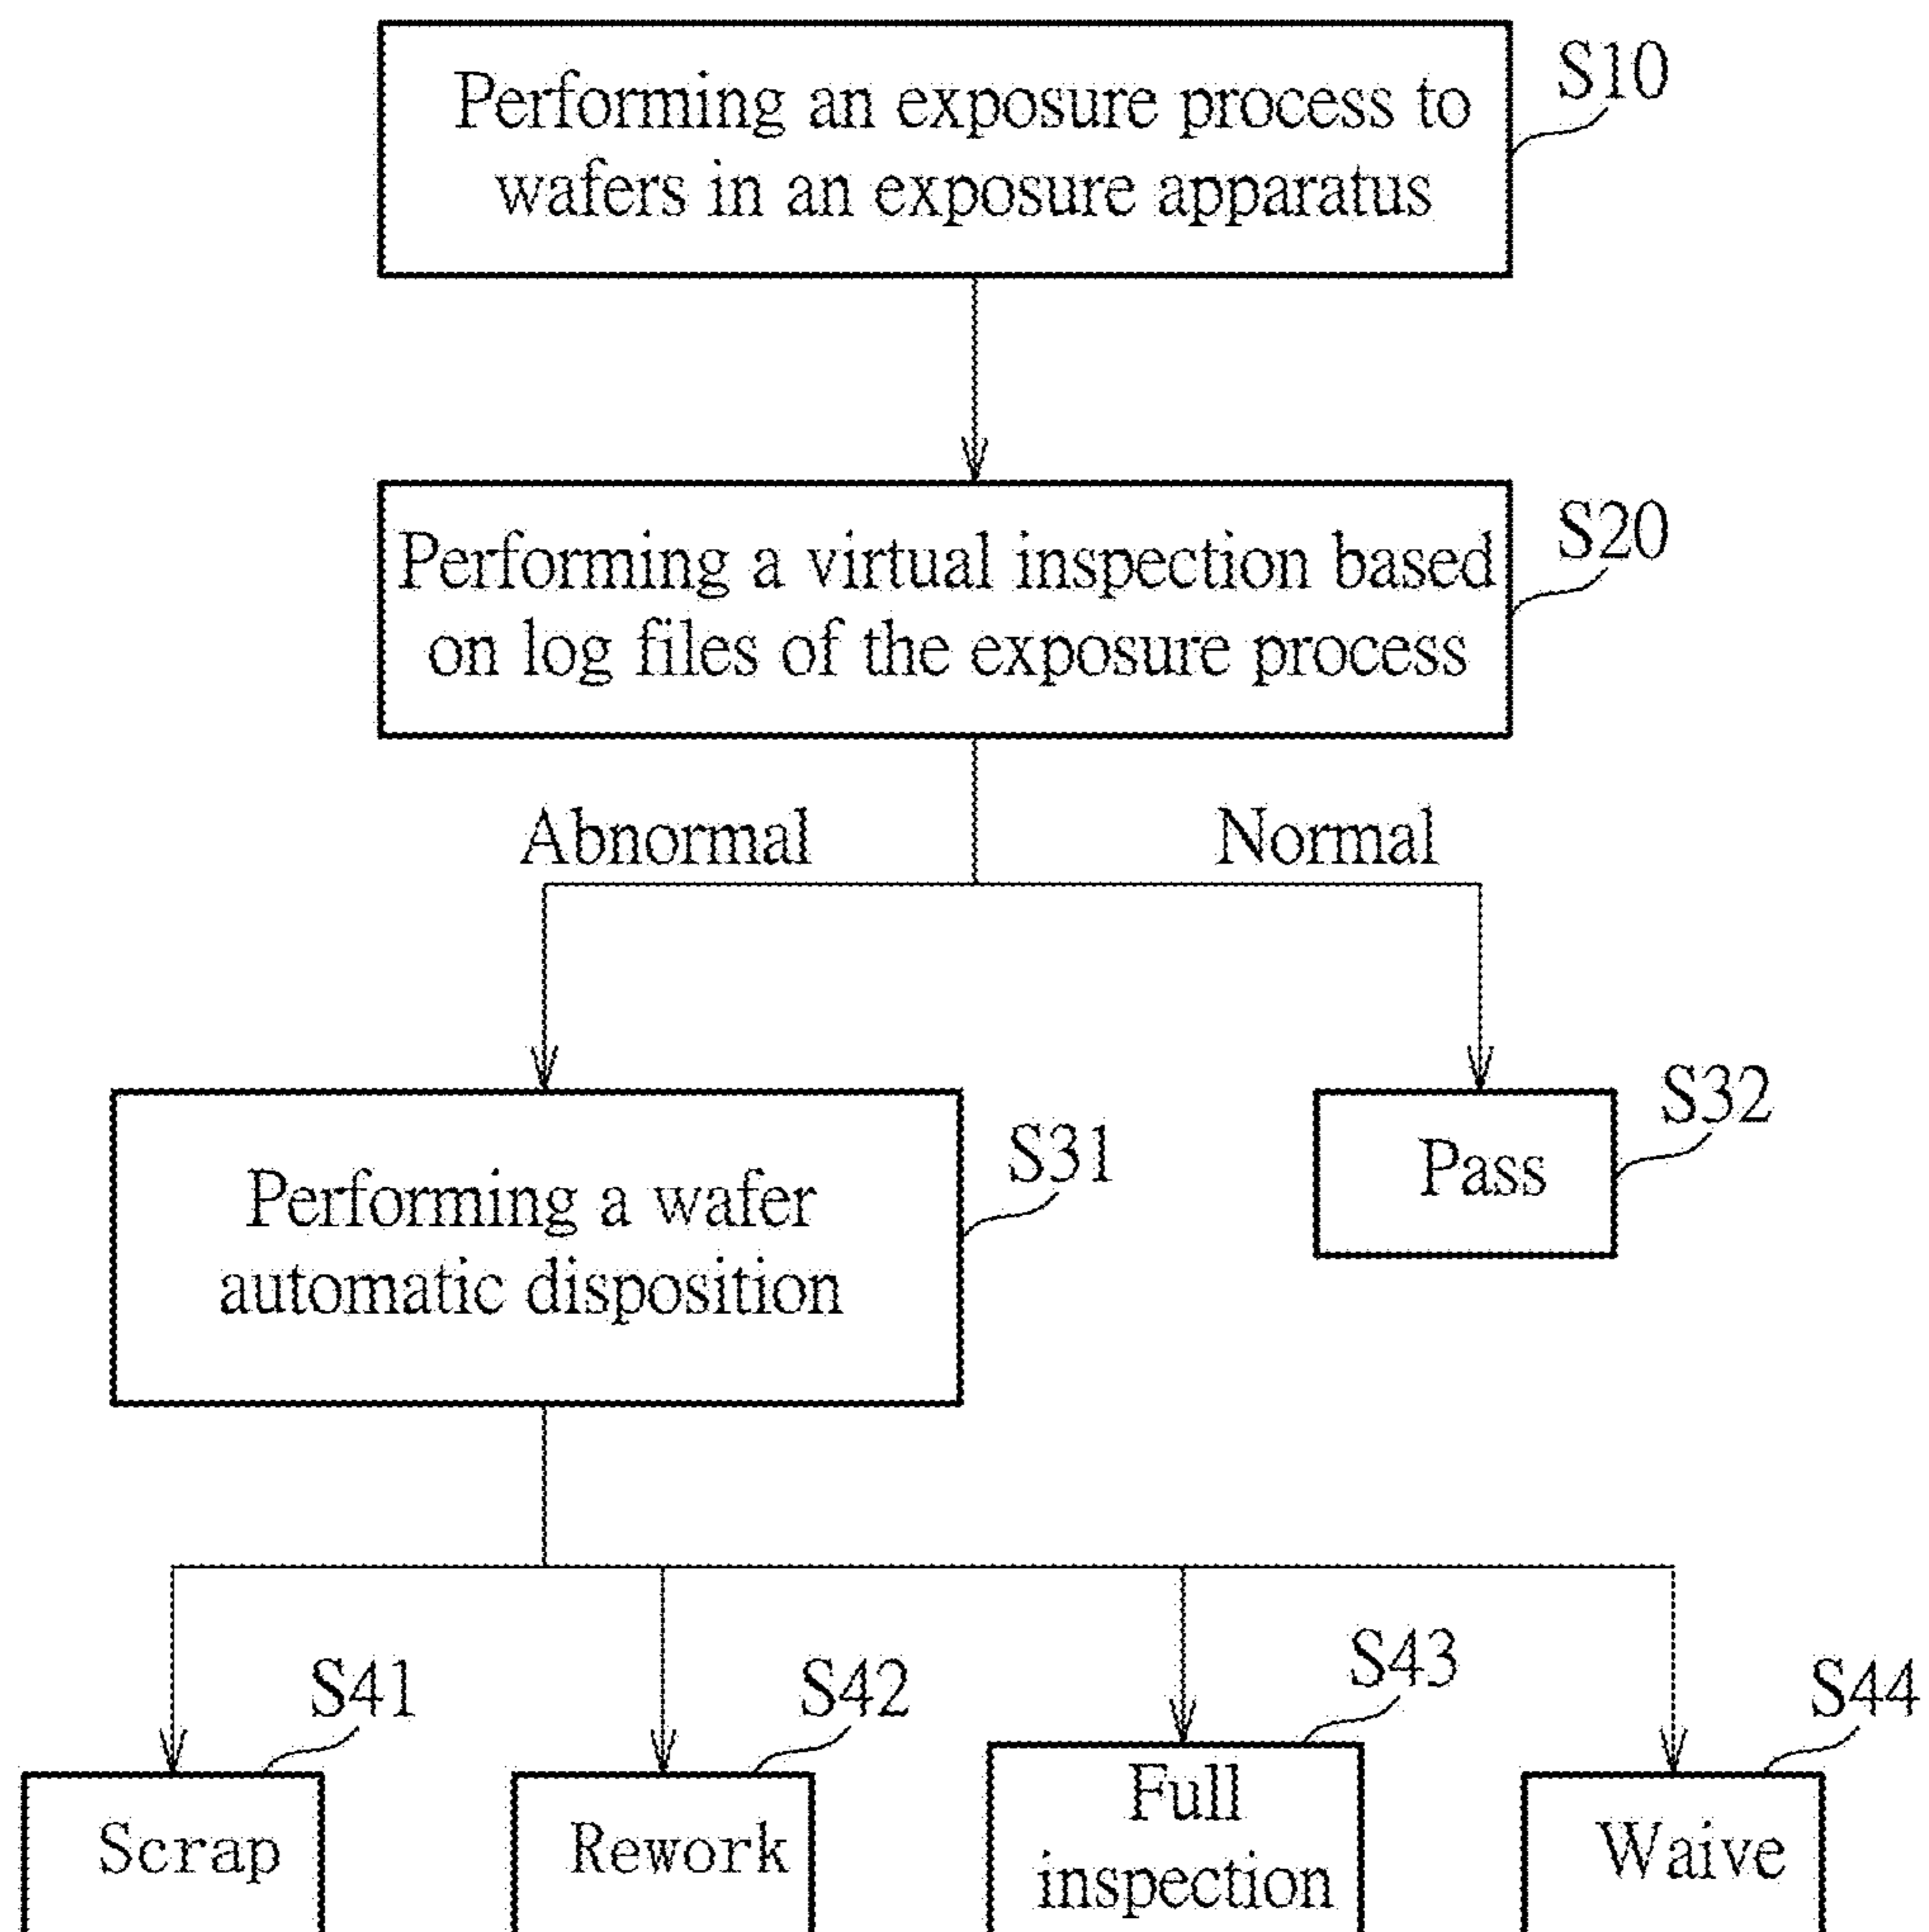 Performing an exposure process to
wafers in an exposure apparatus
S10
Performing a virtual inspection based
on log files of the exposure process
S20
Abnormal
Normal
Performing a wafer
automatic disposition
S31
Pass
S32
S41
S42
S43
S44
Scrap
Rework
Full
inspection
Waive